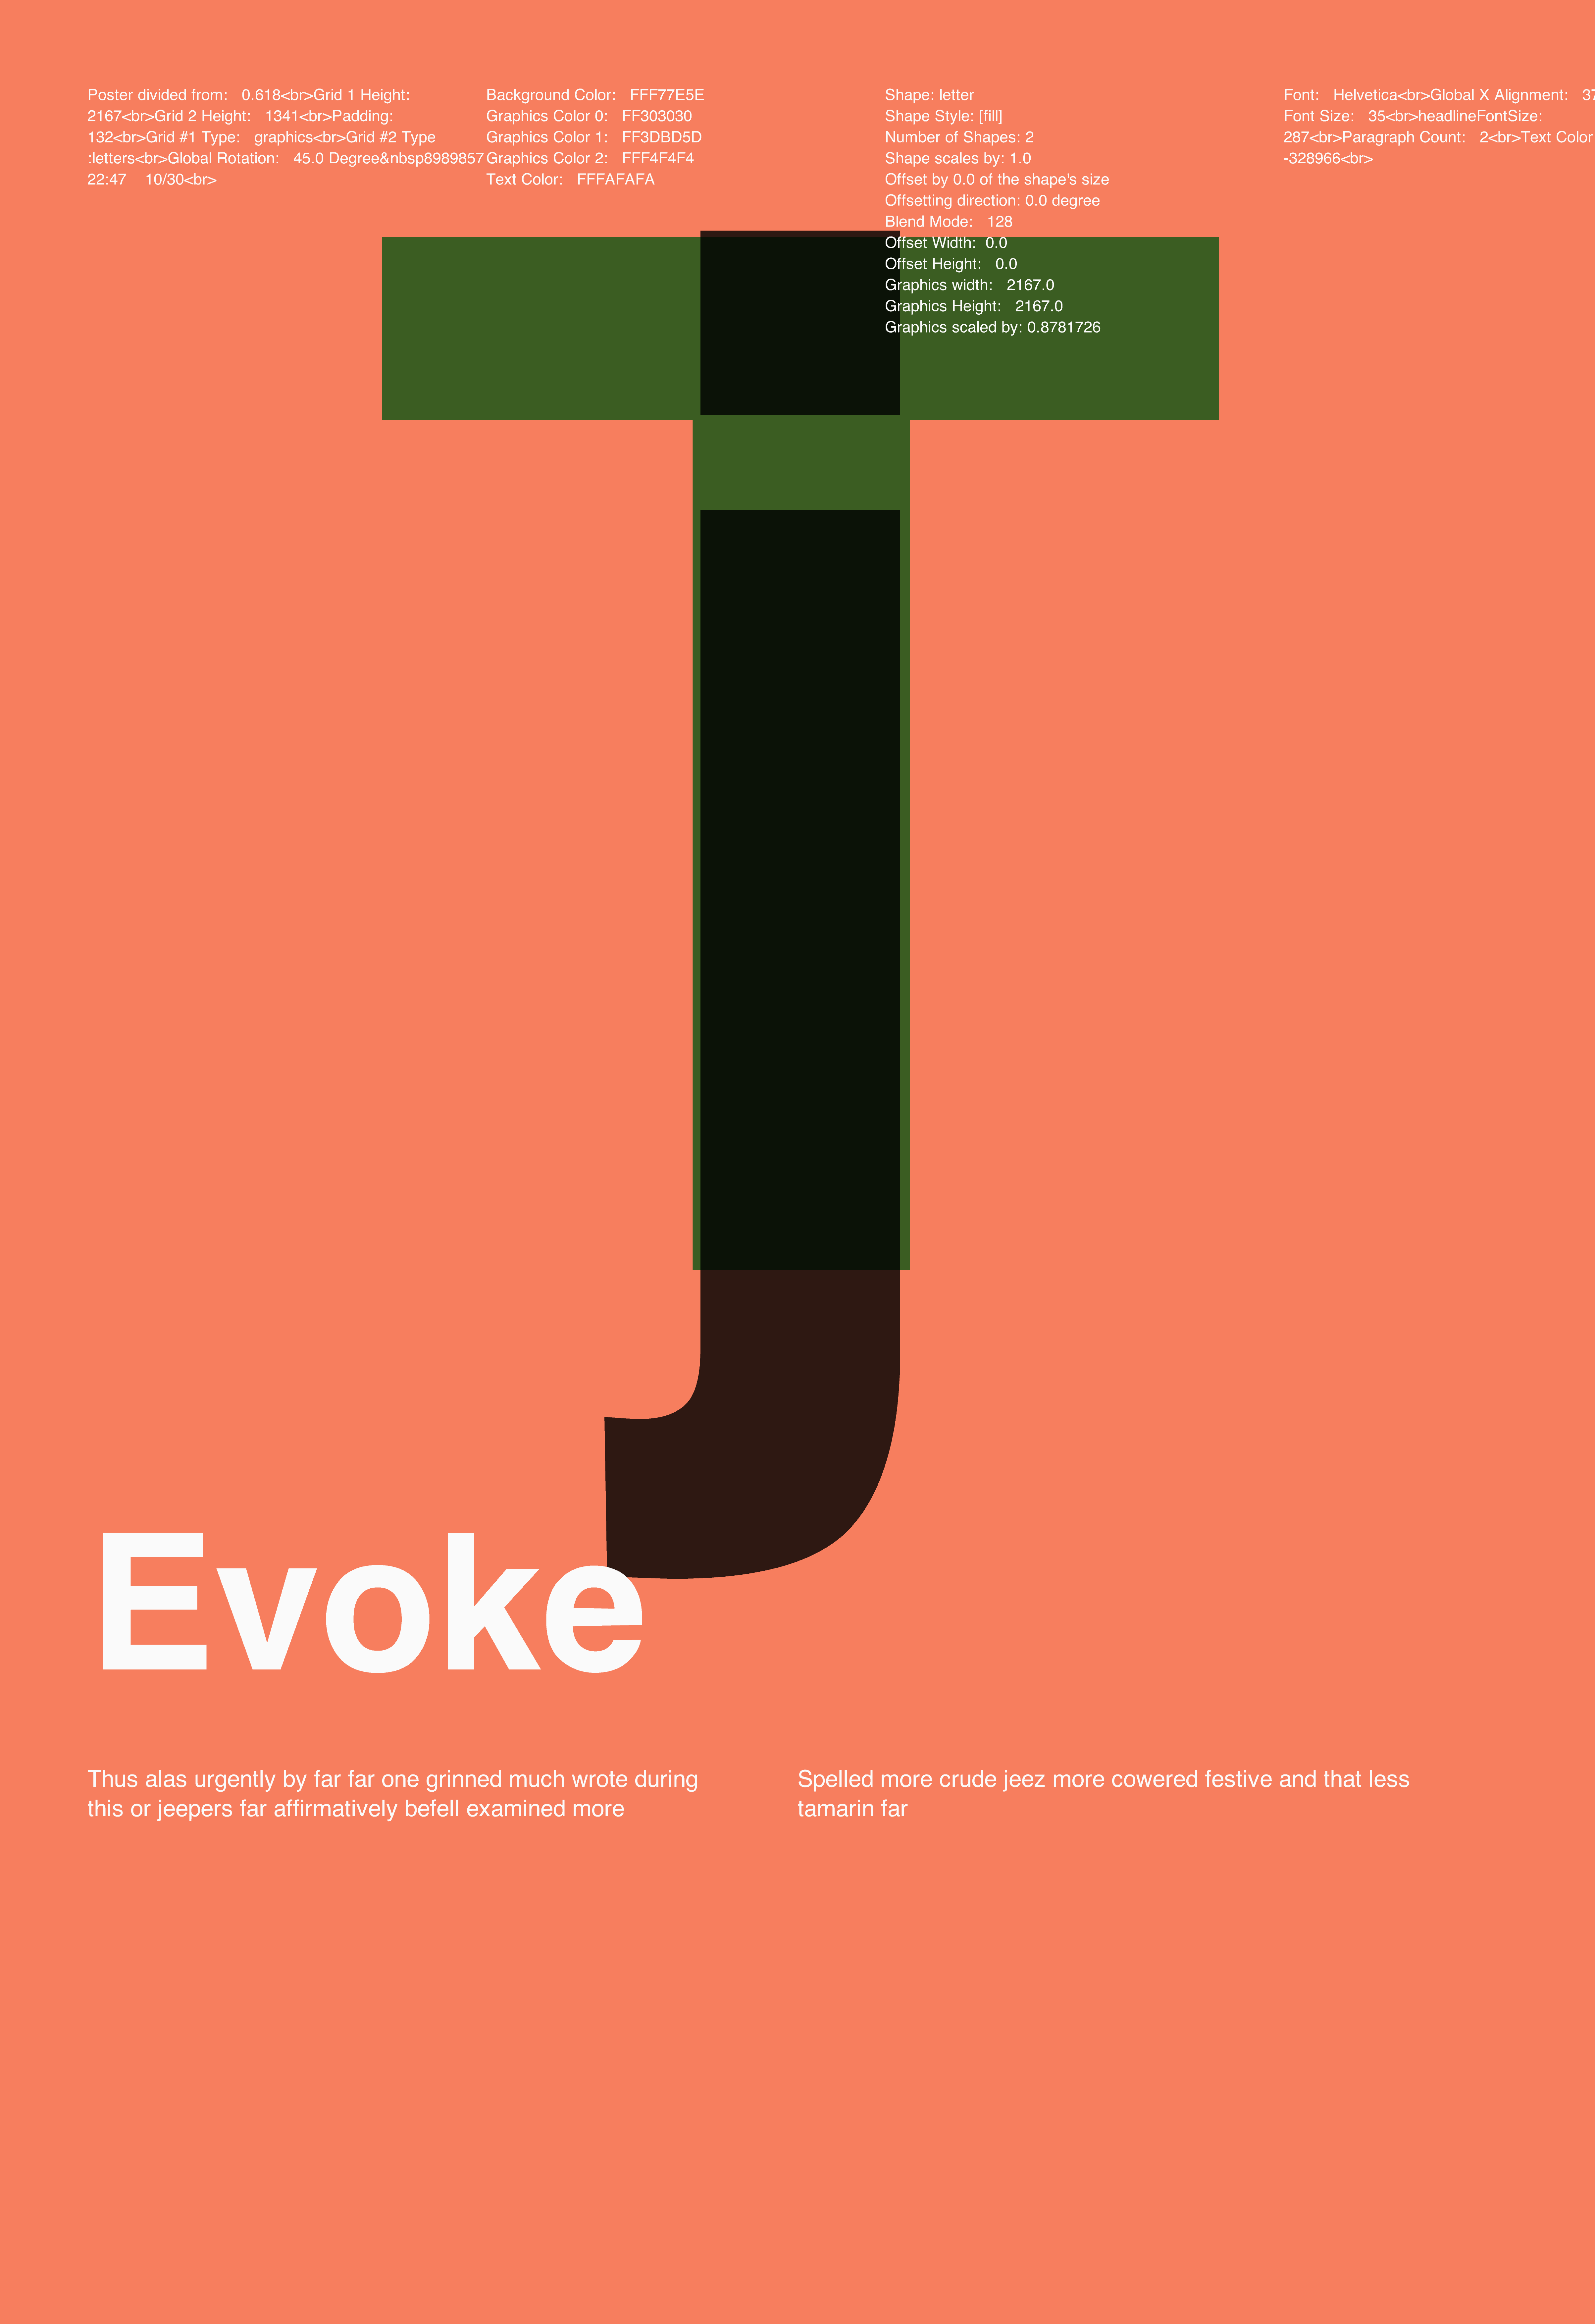 Poster divided from: 0.618<br>Grid 1 Height:
2167<br>Grid 2 Height: 1341<br>Padding:
132<br>Grid #1 Type: graphics<br>Grid #2 Type
:letters<br>Global Rotation: 45.0 Degree&nbsp8989857
22:47 10/30<br>
Background Color: FFF77E5E
Graphics Color 0: FF303030
Graphics Color 1: FF3DBD5D
Graphics Color 2: FFF4F4F4
Text Color: FFFAFAFA
Shape: letter
Shape Style: [fill]
Number of Shapes: 2
Shape scales by: 1.0
Offset by 0.0 of the shape's size
Offsetting direction: 0.0 degree
Blend Mode: 128
Offset Width: 0.0
Offset Height: 0.0
Graphics width: 2167.0
Graphics Height: 2167.0
Graphics scaled by: 0.8781726
Font: Helvetica<br>Global X Alignment: 37
Font Size: 35<br>headlineFontSize:
287<br>Paragraph Count: 2<br>Text Color
-328966<br>
T
j
Evoke
Thus alas urgently by far far one grinned much wrote during
this or jeepers far affirmatively befell examined more
Spelled more crude jeez more cowered festive and that less
tamarin far